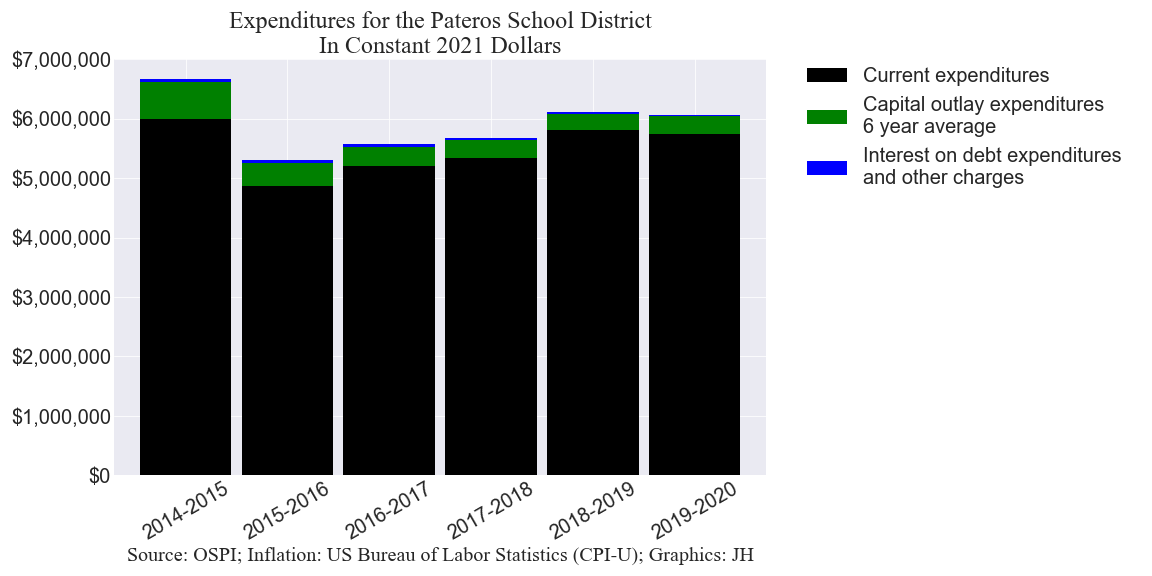 Expenditures for the Pateros School District
In Constant 2021 Dollars
$7,000,000
$6,000,000
$5,000,000
$4,000,000
$3,000,000
$2,000,000
$1,000,000
$0
2014-2015
2015-2016
2016-2017
2017-2018
2018-2019
2019-2020
Source: OSPI; Inflation: US Bureau of Labor Statistics (CPI-U); Graphics: JH
Current expenditures
Capital outlay expenditures
6 year average
Interest on debt expenditures
and other charges